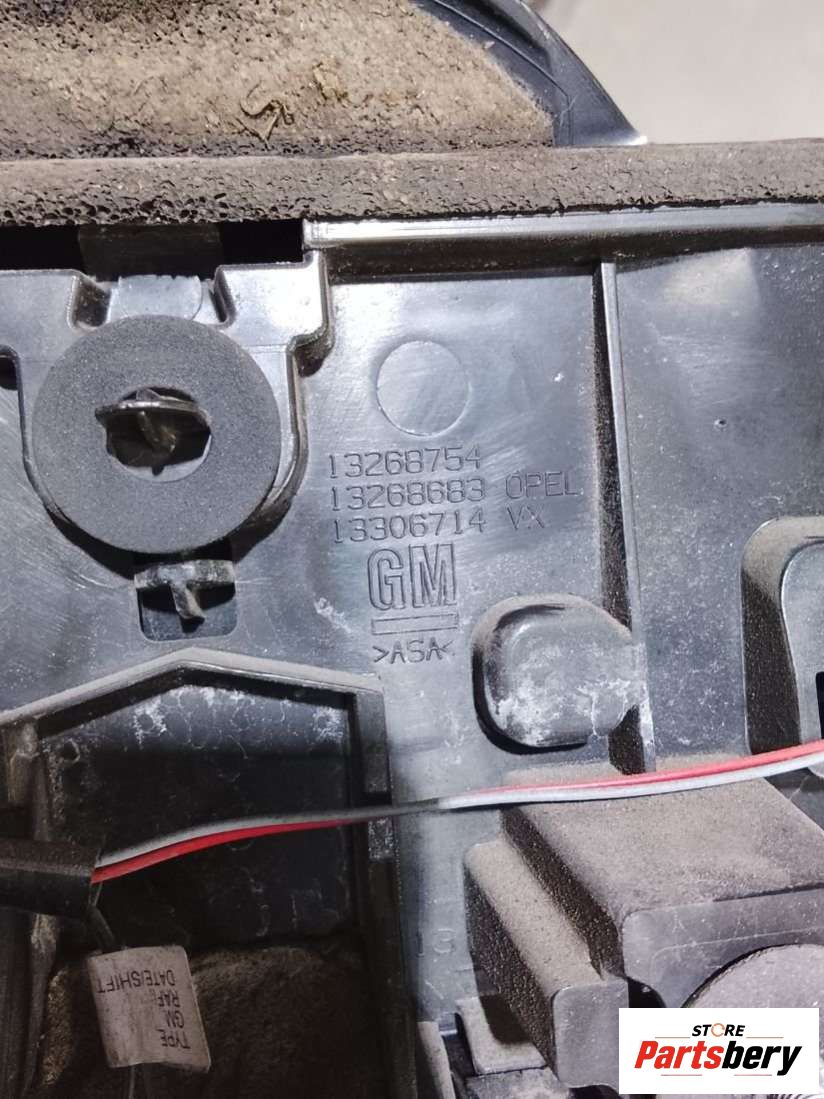 13268754
13268683 OPEL
13306714 VX
GM
>ASA<
TYPE
GM
DATE/SHIFT
STORE
Partsbery